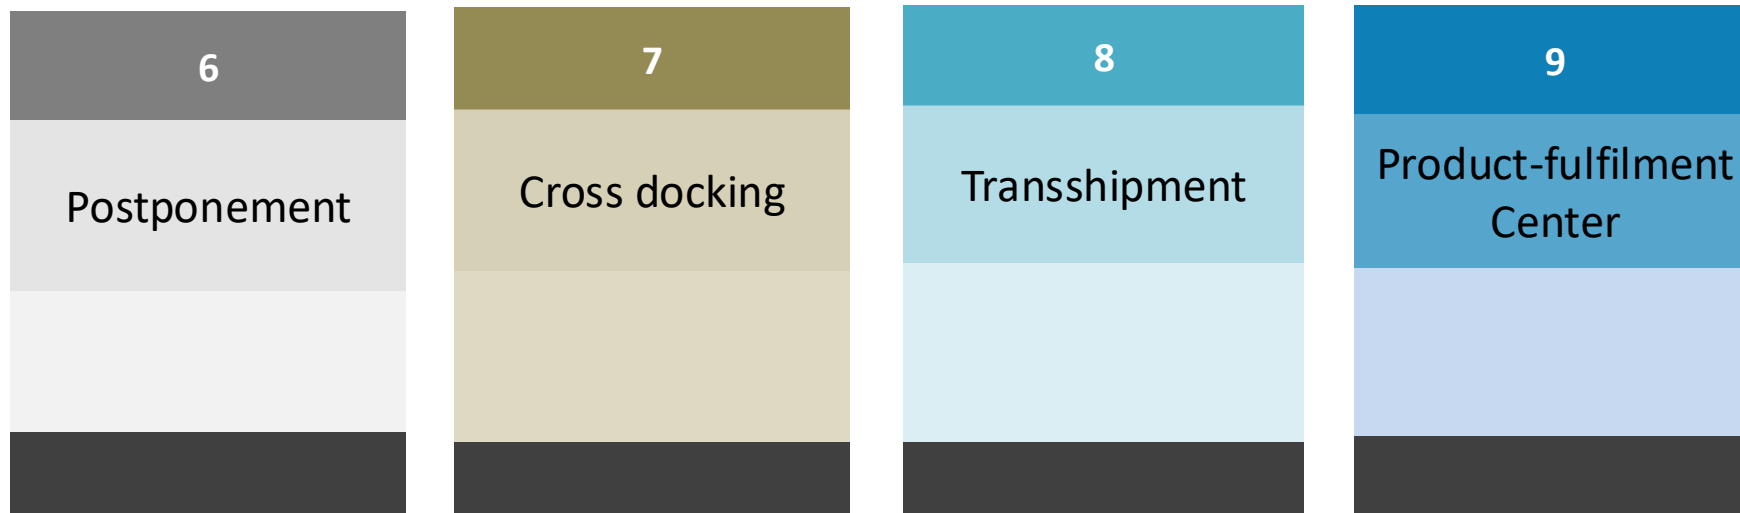 6
Postponement
7
Cross docking
8
Transshipment
9
Product-fulfilment
Center